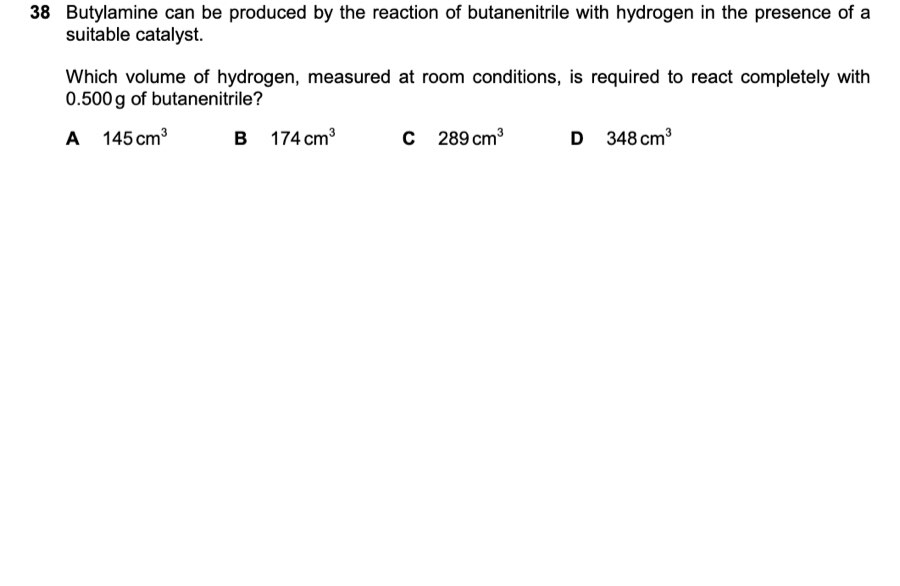 38 Butylamine can be produced by the reaction of butanenitrile with hydrogen in the presence of a
suitable catalyst.
Which volume of hydrogen, measured at room conditions, is required to react completely with
0.500 g of butanenitrile?
A 145 cm³ B 174 cm³ C 289 cm³ D 348 cm³